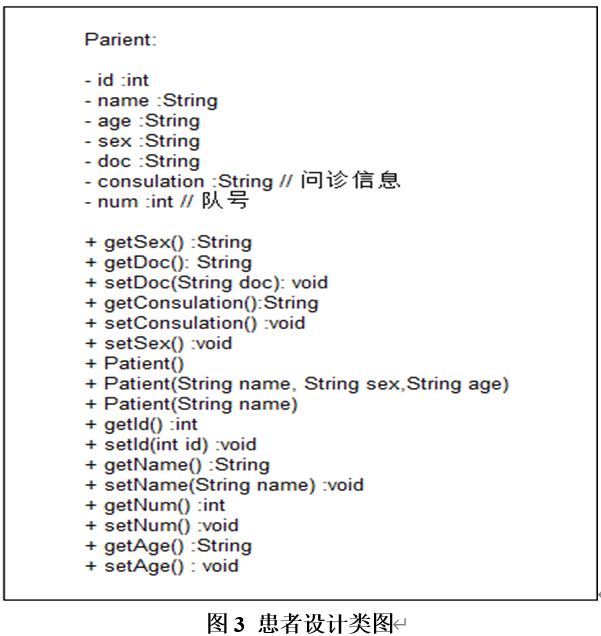 Parient:
- id :int
- name :String
- age :String
- sex :String
- doc :String
- consulation :String // 问诊信息
- num :int // 队号
+ getSex() :String
+ getDoc(): String
+ setDoc(String doc): void
+ getConsulation():String
+ setConsulation() :void
+ setSex() :void
+ Patient()
+ Patient(String name, String sex,String age)
+ Patient(String name)
+ getId() :int
+ setId(int id) :void
+ getName() :String
+ setName(String name) :void
+ getNum() :int
+ setNum() :void
+ getAge() :String
+ setAge() : void
图 3 患者设计类图